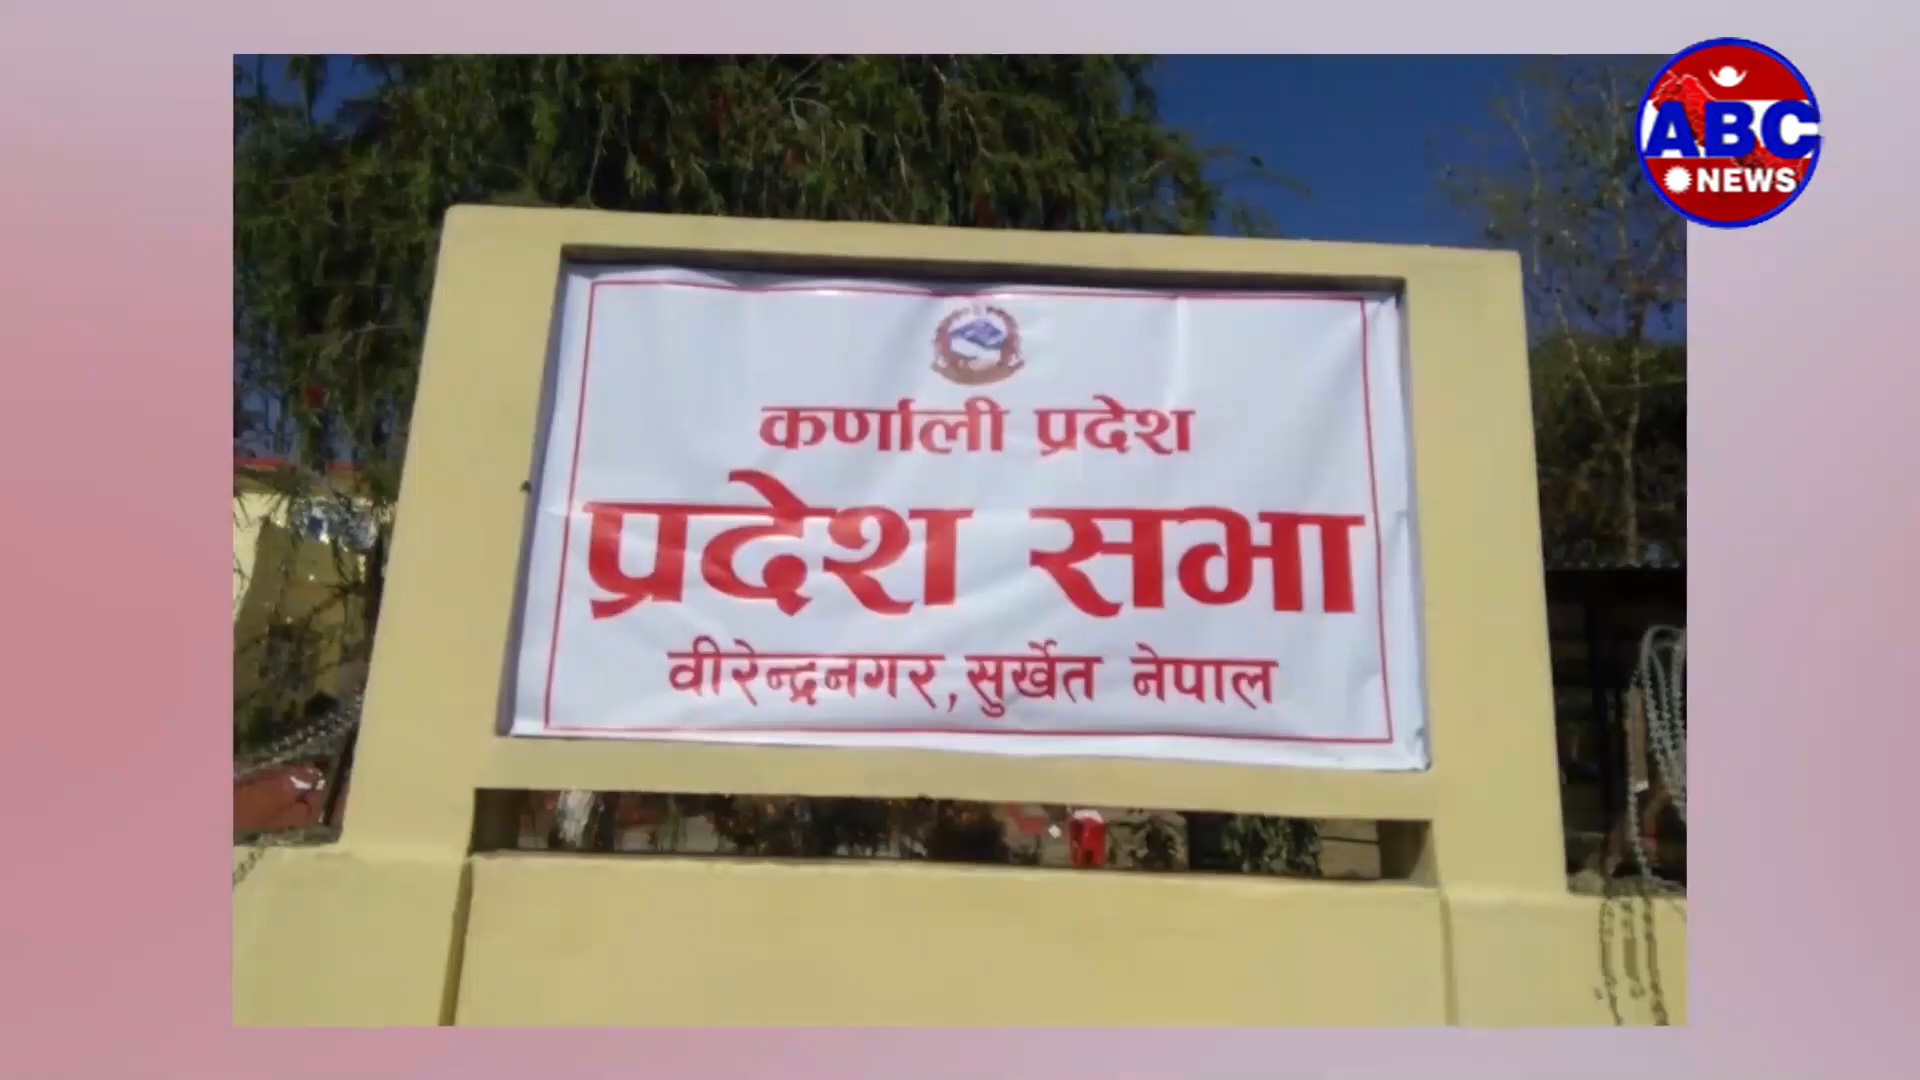 ABC
NEWS
कर्णाली प्रदेश
प्रदेश सभा
वीरेन्द्रनगर,सुर्खेत नेपाल